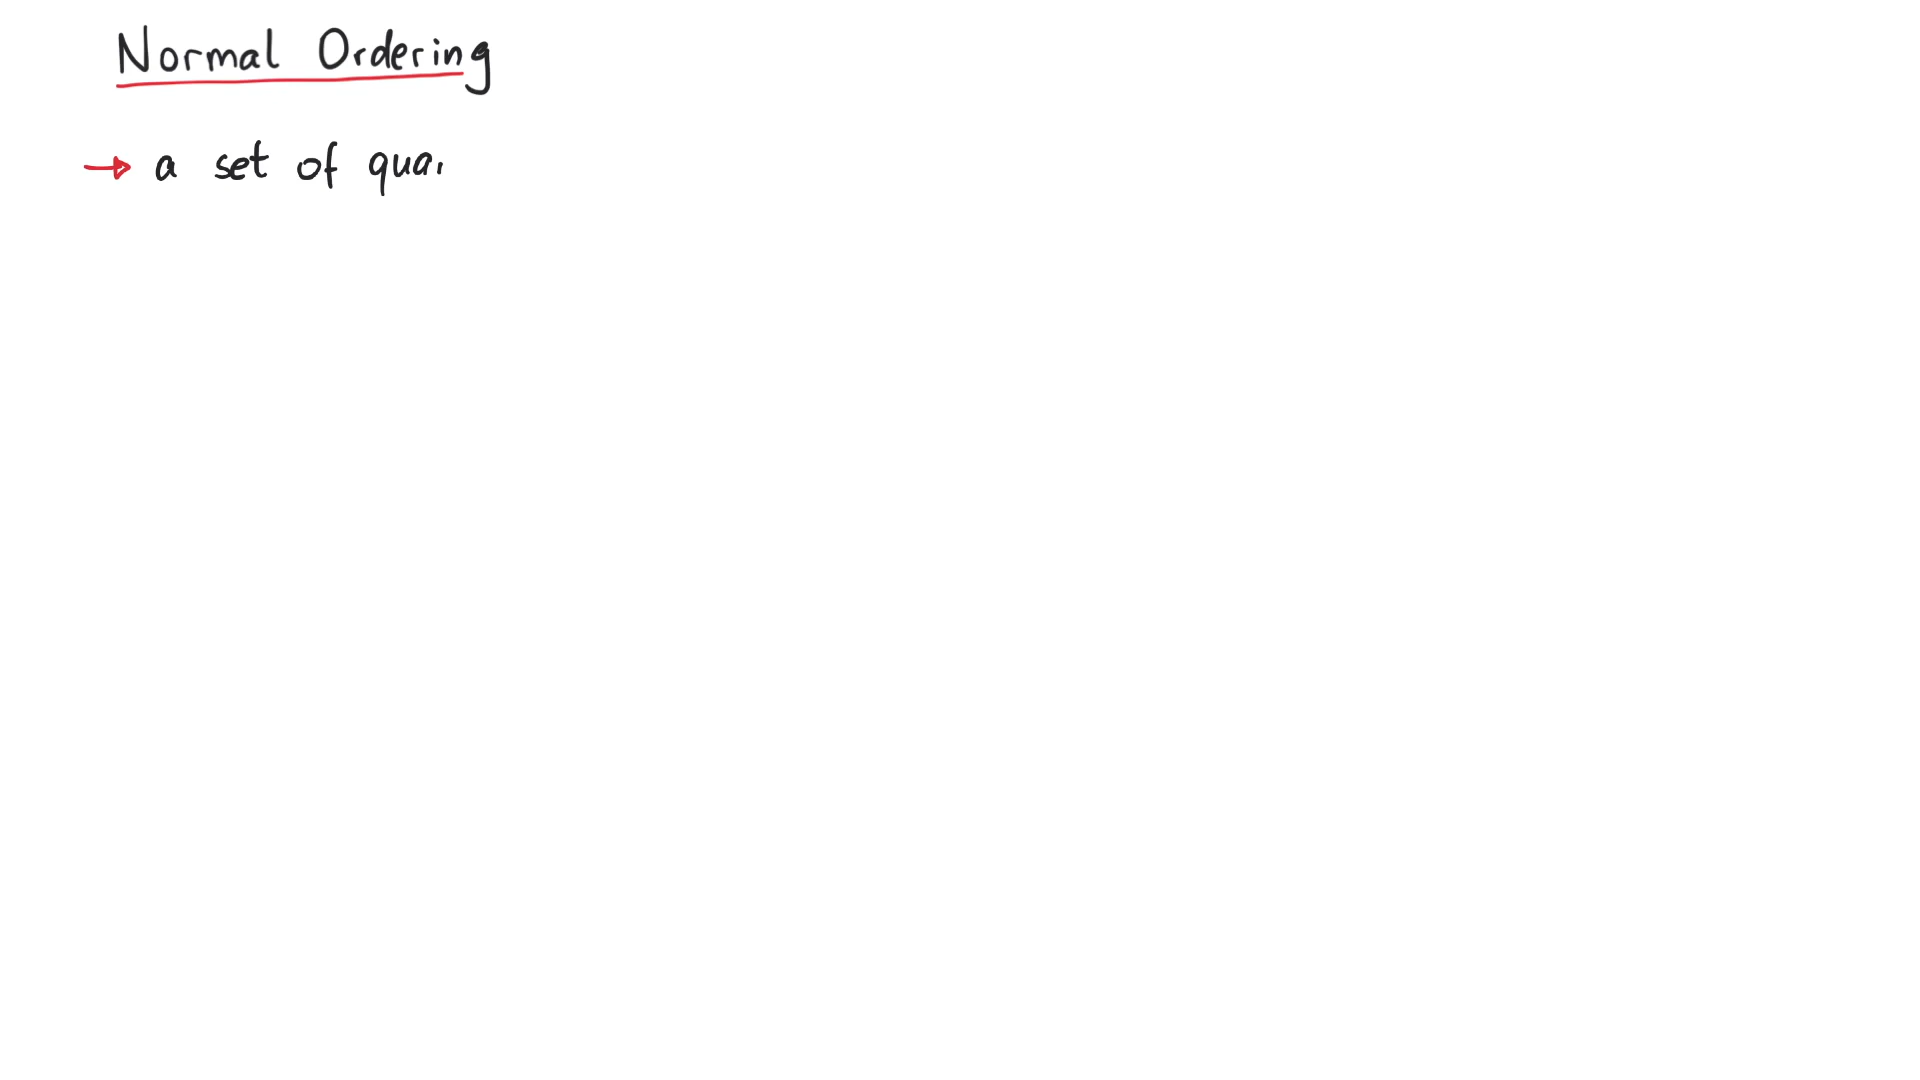 Normal Ordering
→ a set of qua